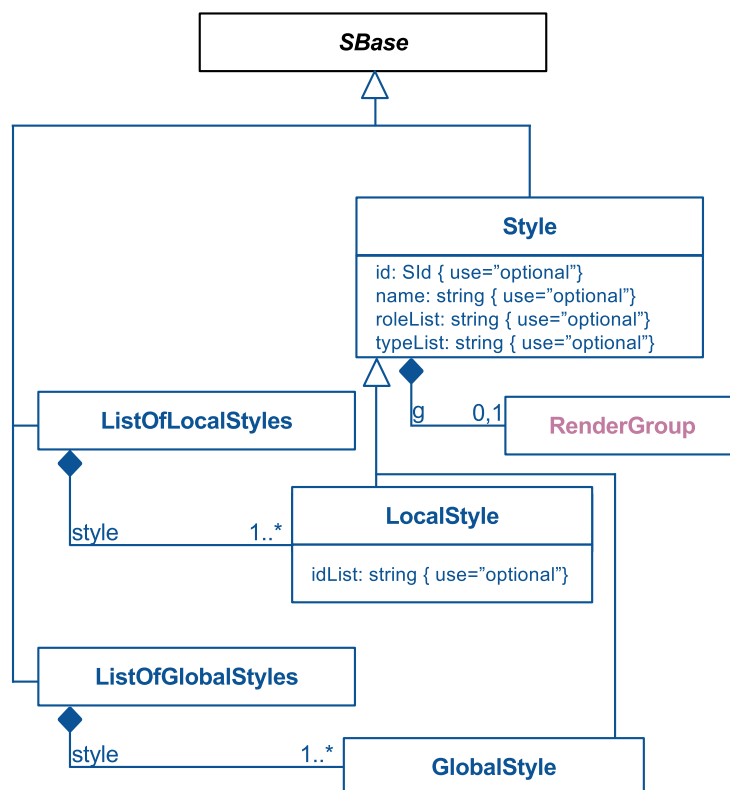 SBase
Style
id: SId { use=”optional”}
name: string { use=”optional”}
roleList: string { use=”optional”}
typeList: string { use=”optional”}
ListOfLocalStyles
g 0,1
RenderGroup
style 1..*
LocalStyle
idList: string { use=”optional”}
ListOfGlobalStyles
style 1..*
GlobalStyle